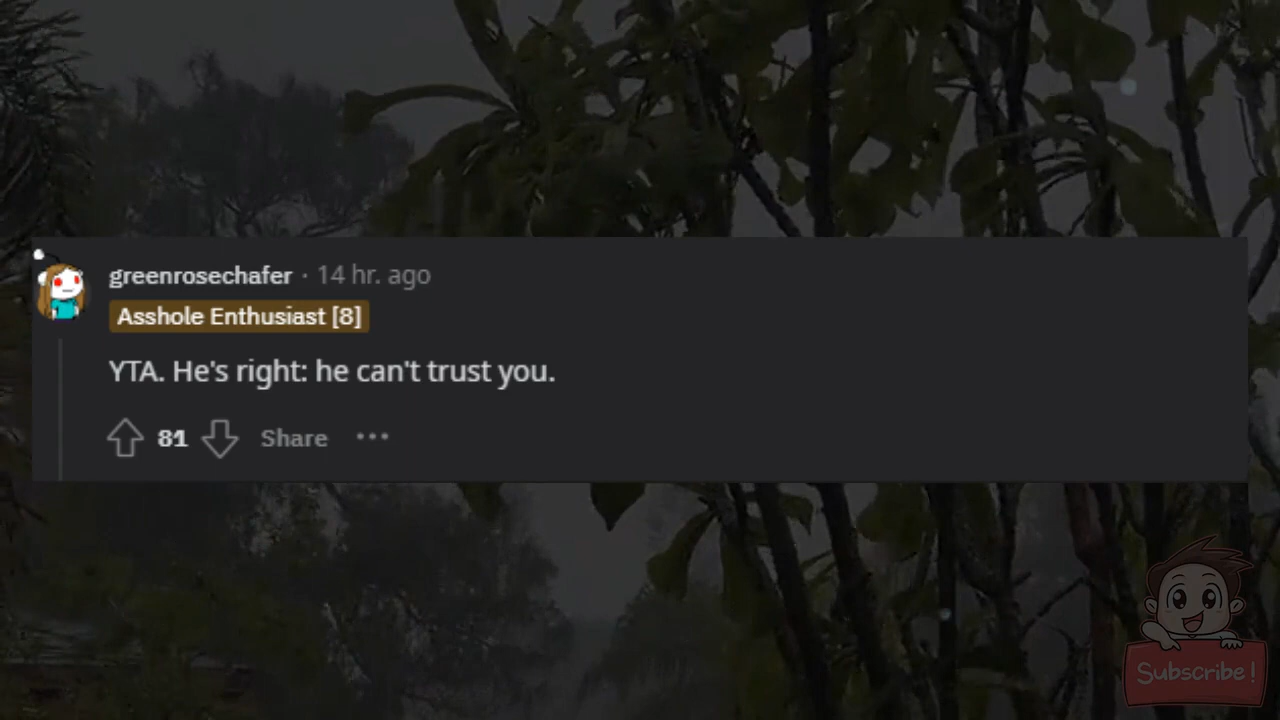 greenrosechafer · 14 hr. ago
Asshole Enthusiast [8]
YTA. He's right: he can't trust you.
81 Share ···
Subscribe!